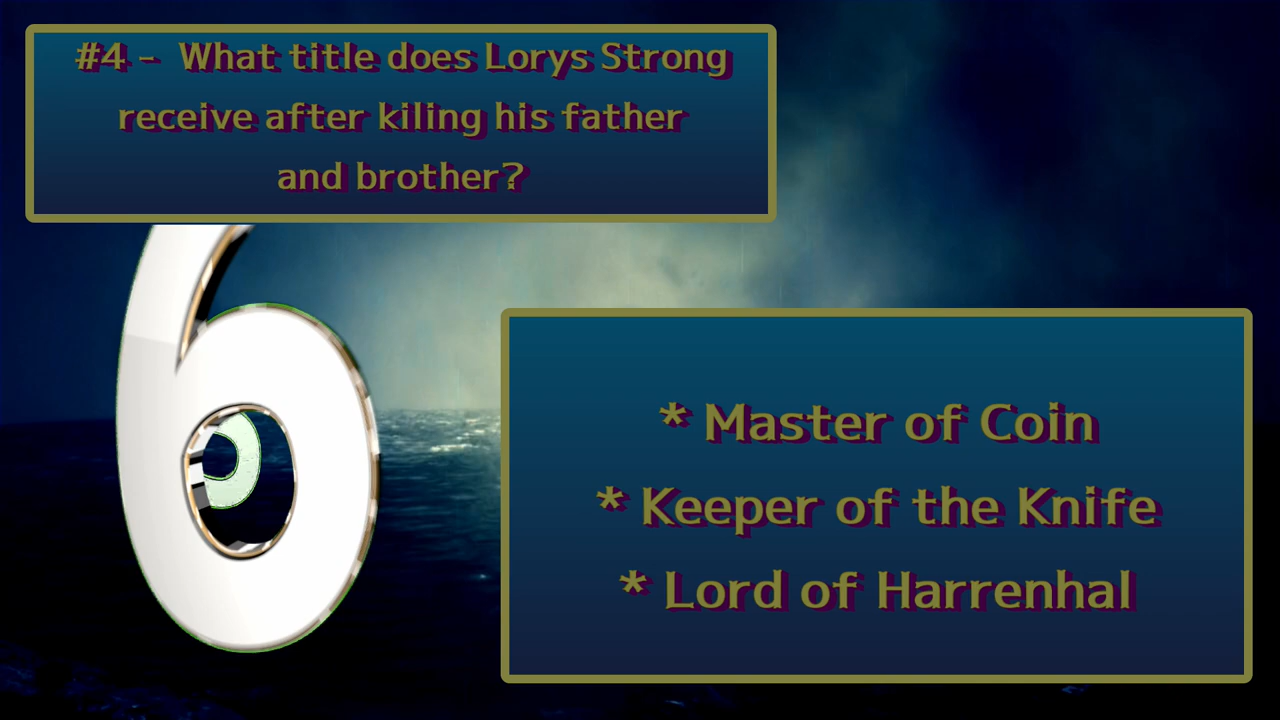 #4 - What title does Lorys Strong
receive after kiling his father
and brother?
6
* Master of Coin
* Keeper of the Knife
* Lord of Harrenhal